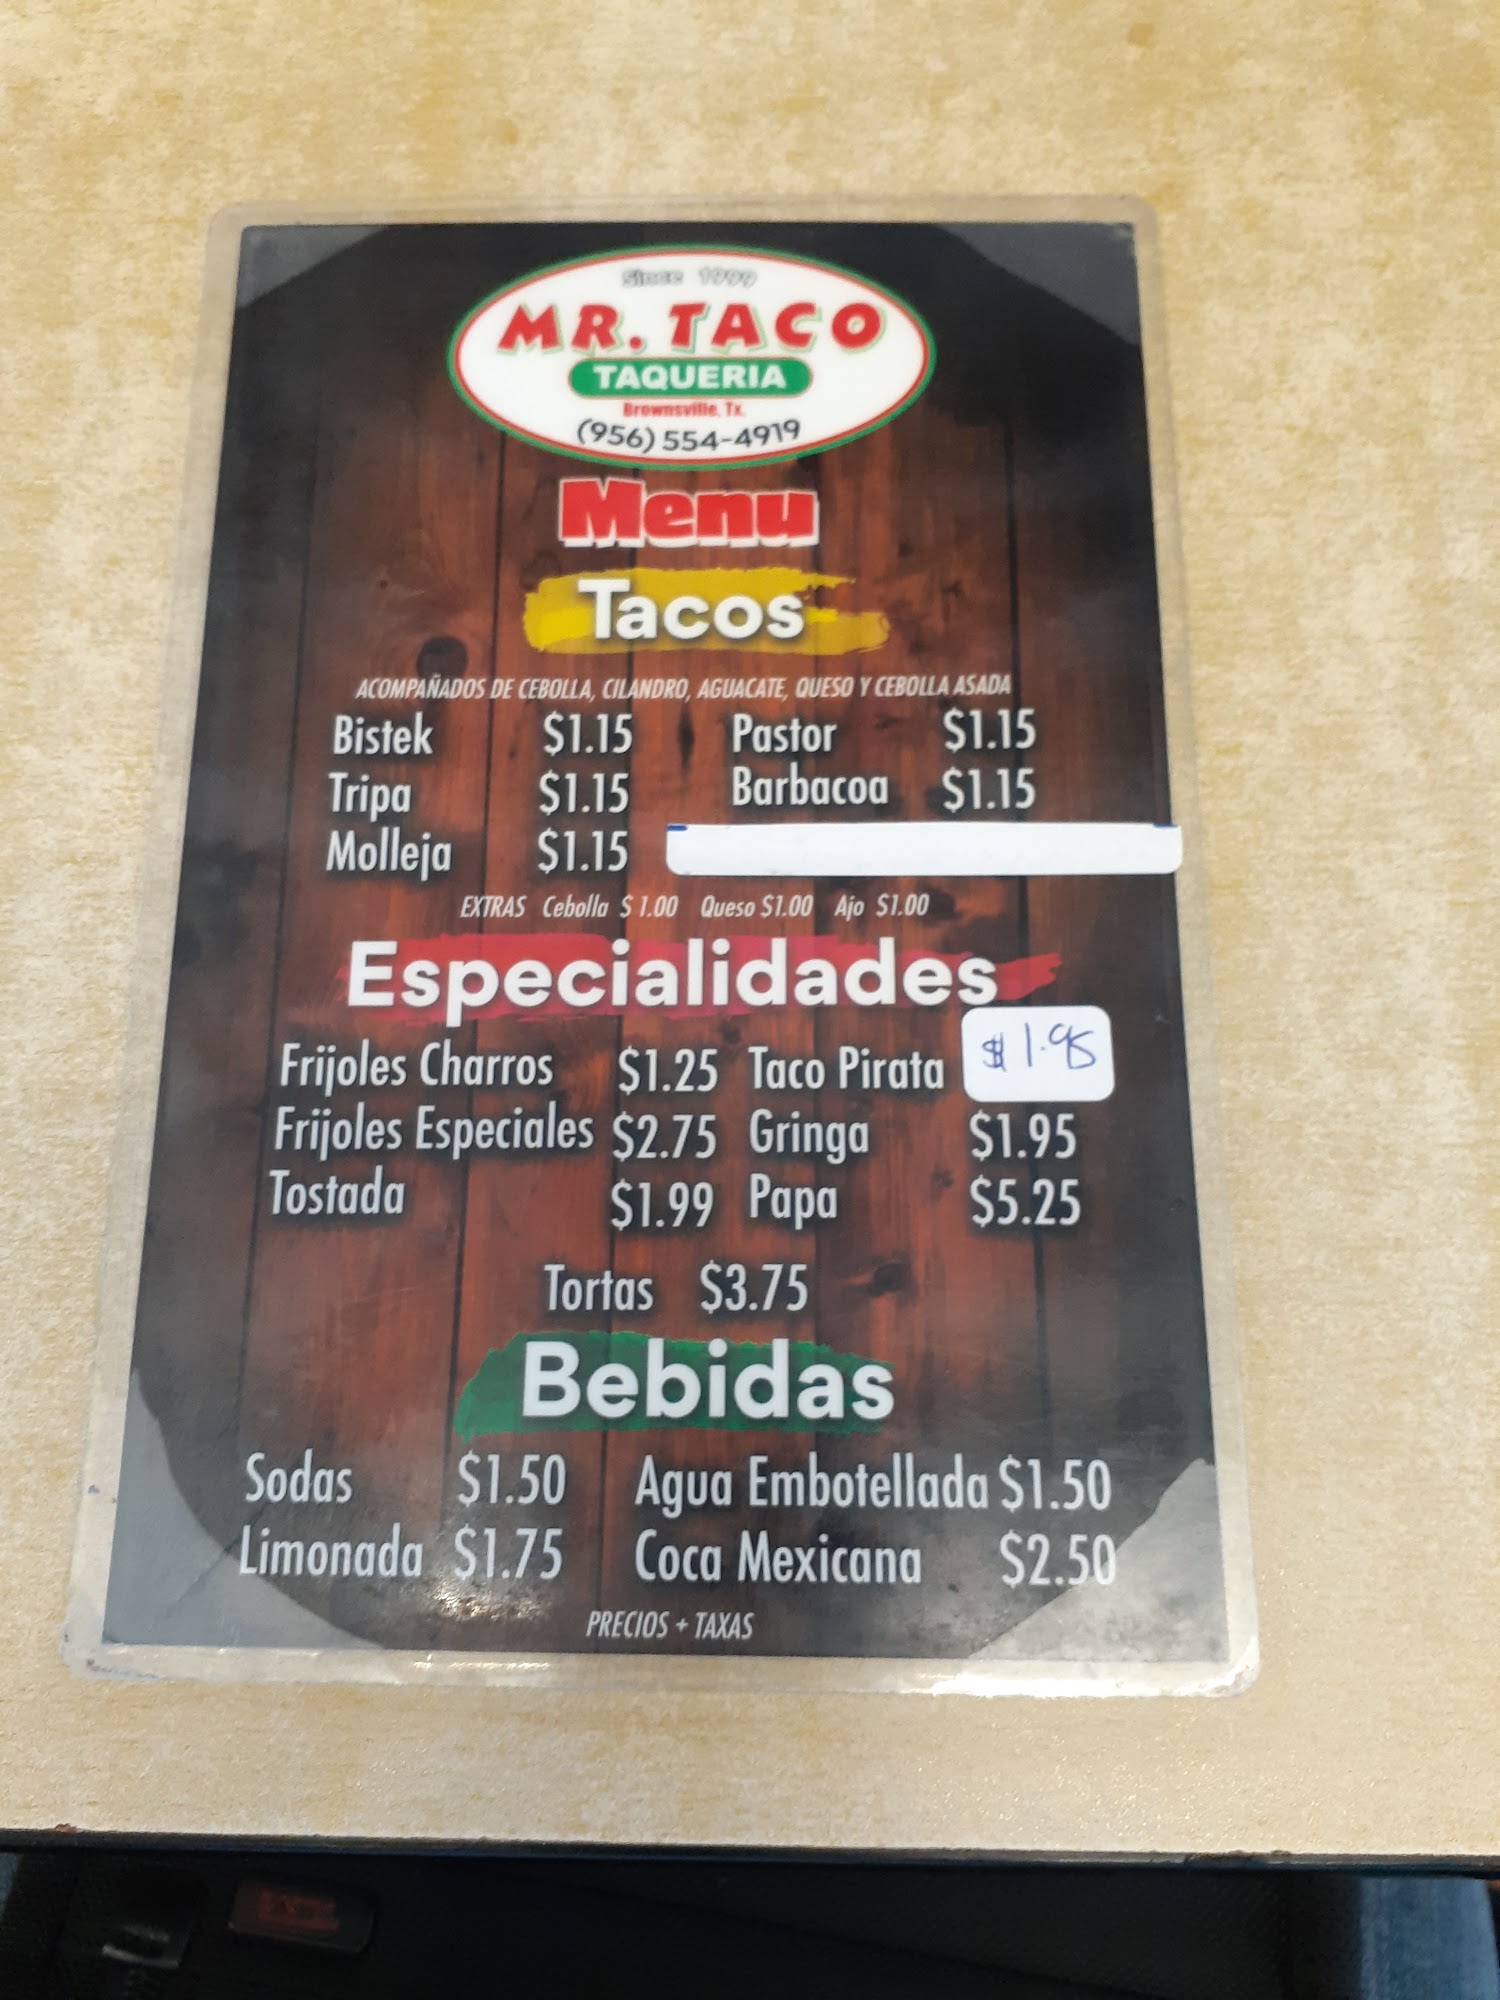 Since 1999
MR. TACO
TAQUERIA
Brownsville, Tx.
(956) 554-4919
Menu
Tacos
ACOMPAÑADOS DE CEBOLLA, CILANDRO, AGUACATE, QUESO Y CEBOLLA ASADA
Bistek $1.15 Pastor $1.15
Tripa $1.15 Barbacoa $1.15
Molleja $1.15
EXTRAS Cebolla $1.00 Queso $1.00 Ajo $1.00
Especialidades
Frijoles Charros $1.25 Taco Pirata $1.95
Frijoles Especiales $2.75 Gringa $1.95
Tostada $1.99 Papa $5.25
Tortas $3.75
Bebidas
Sodas $1.50 Agua Embotellada $1.50
Limonada $1.75 Coca Mexicana $2.50
PRECIOS + TAXAS